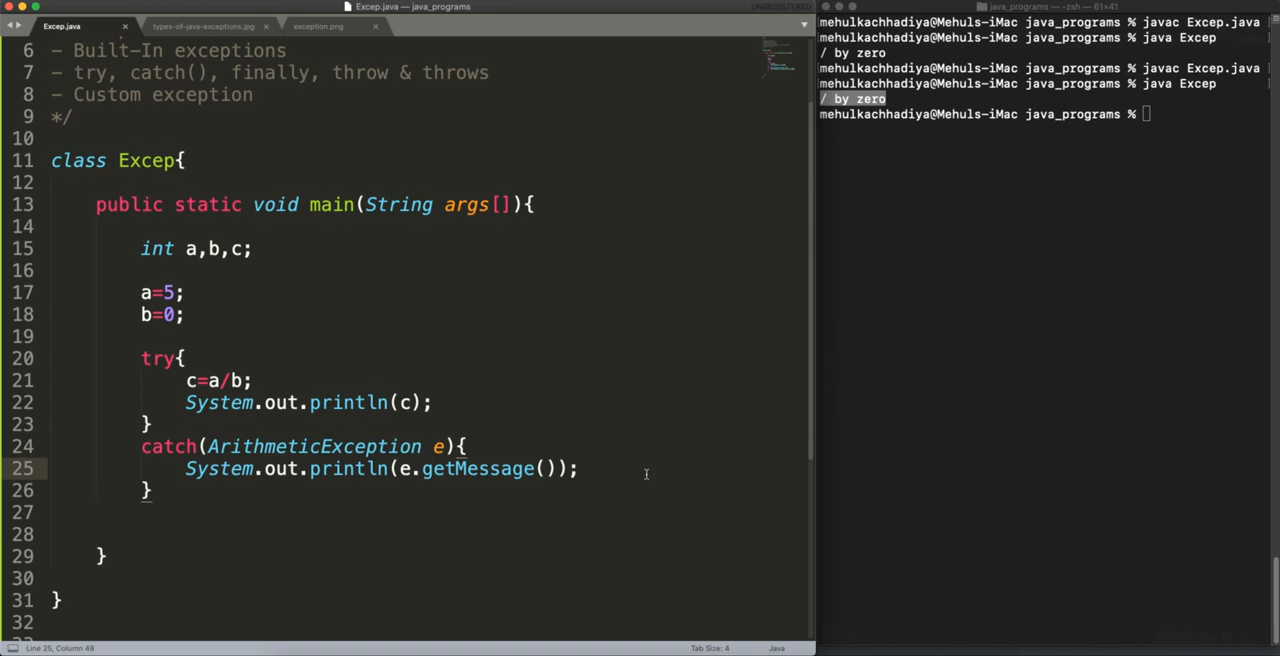 Excep.java — java_programs
UNREGISTERED
Excep.java
types-of-java-exceptions.jpg
exception.png
6 - Built-In exceptions
7 - try, catch(), finally, throw & throws
8 - Custom exception
9 */
10
11 class Excep{
12
13 public static void main(String args[]){
14
15 int a,b,c;
16
17 a=5;
18 b=0;
19
20 try{
21 c=a/b;
22 System.out.println(c);
23 }
24 catch(ArithmeticException e){
25 System.out.println(e.getMessage());
26 }
27
28
29 }
30
31 }
32
Line 25, Column 48
Tab Size: 4
Java
java_programs — -zsh — 61×41
mehulkachhadiya@Mehuls-iMac java_programs % javac Excep.java
mehulkachhadiya@Mehuls-iMac java_programs % java Excep
/ by zero
mehulkachhadiya@Mehuls-iMac java_programs % javac Excep.java
mehulkachhadiya@Mehuls-iMac java_programs % java Excep
/ by zero
mehulkachhadiya@Mehuls-iMac java_programs %